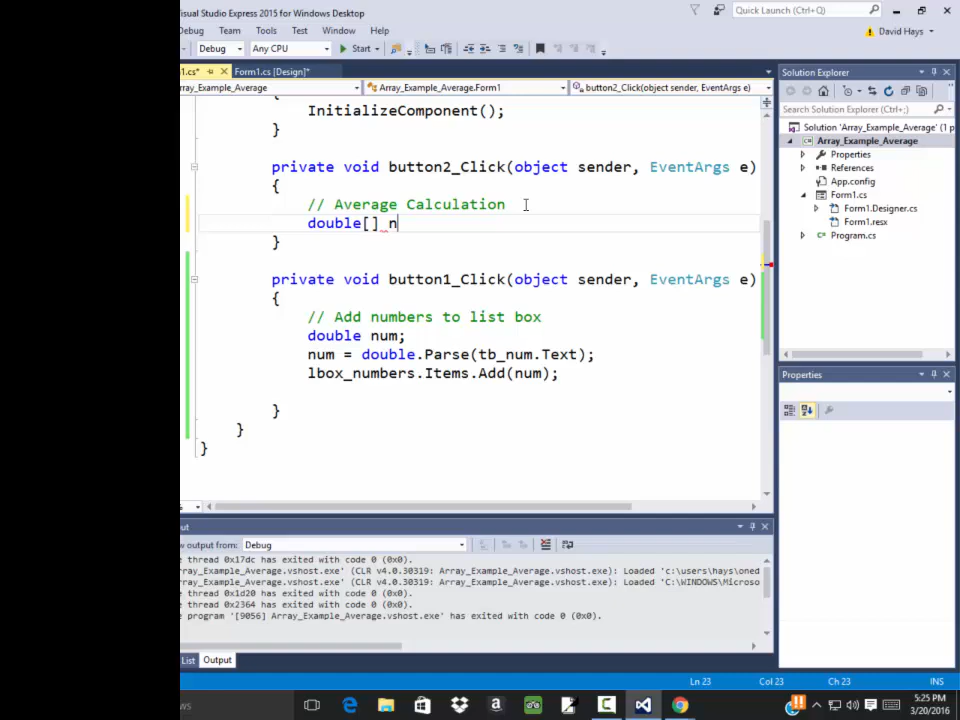 isual Studio Express 2015 for Windows Desktop
Quick Launch (Ctrl+Q)
Debug Team Tools Test Window Help
David Hays
Debug Any CPU Start
1.cs* Form1.cs [Design]*
rray_Example_Average Array_Example_Average.Form1 button2_Click(object sender, EventArgs e)
InitializeComponent();
}
private void button2_Click(object sender, EventArgs e)
{
// Average Calculation
double[] n
}
private void button1_Click(object sender, EventArgs e)
{
// Add numbers to list box
double num;
num = double.Parse(tb_num.Text);
lbox_numbers.Items.Add(num);
}
}
}
Solution Explorer
Search Solution Explorer (Ctrl+;)
Solution 'Array_Example_Average' (1 p
Array_Example_Average
Properties
References
App.config
Form1.cs
Form1.Designer.cs
Form1.resx
Program.cs
Properties
ut
w output from: Debug
e thread 0x17dc has exited with code 0 (0x0).
e Array_Example_Average.vshost.exe' (CLR v4.0.30319: Array_Example_Average.vshost.exe): Loaded 'c:\users\hays\oned
e Array_Example_Average.vshost.exe' (CLR v4.0.30319: Array_Example_Average.vshost.exe): Loaded 'C:\WINDOWS\Microso
e thread 0x1d20 has exited with code 0 (0x0).
e thread 0x2364 has exited with code 0 (0x0).
e program '[9056] Array_Example_Average.vshost.exe' has exited with code 0 (0x0).
List Output
Ln 23 Col 23 Ch 23 INS
ws
5:25 PM
3/20/2016